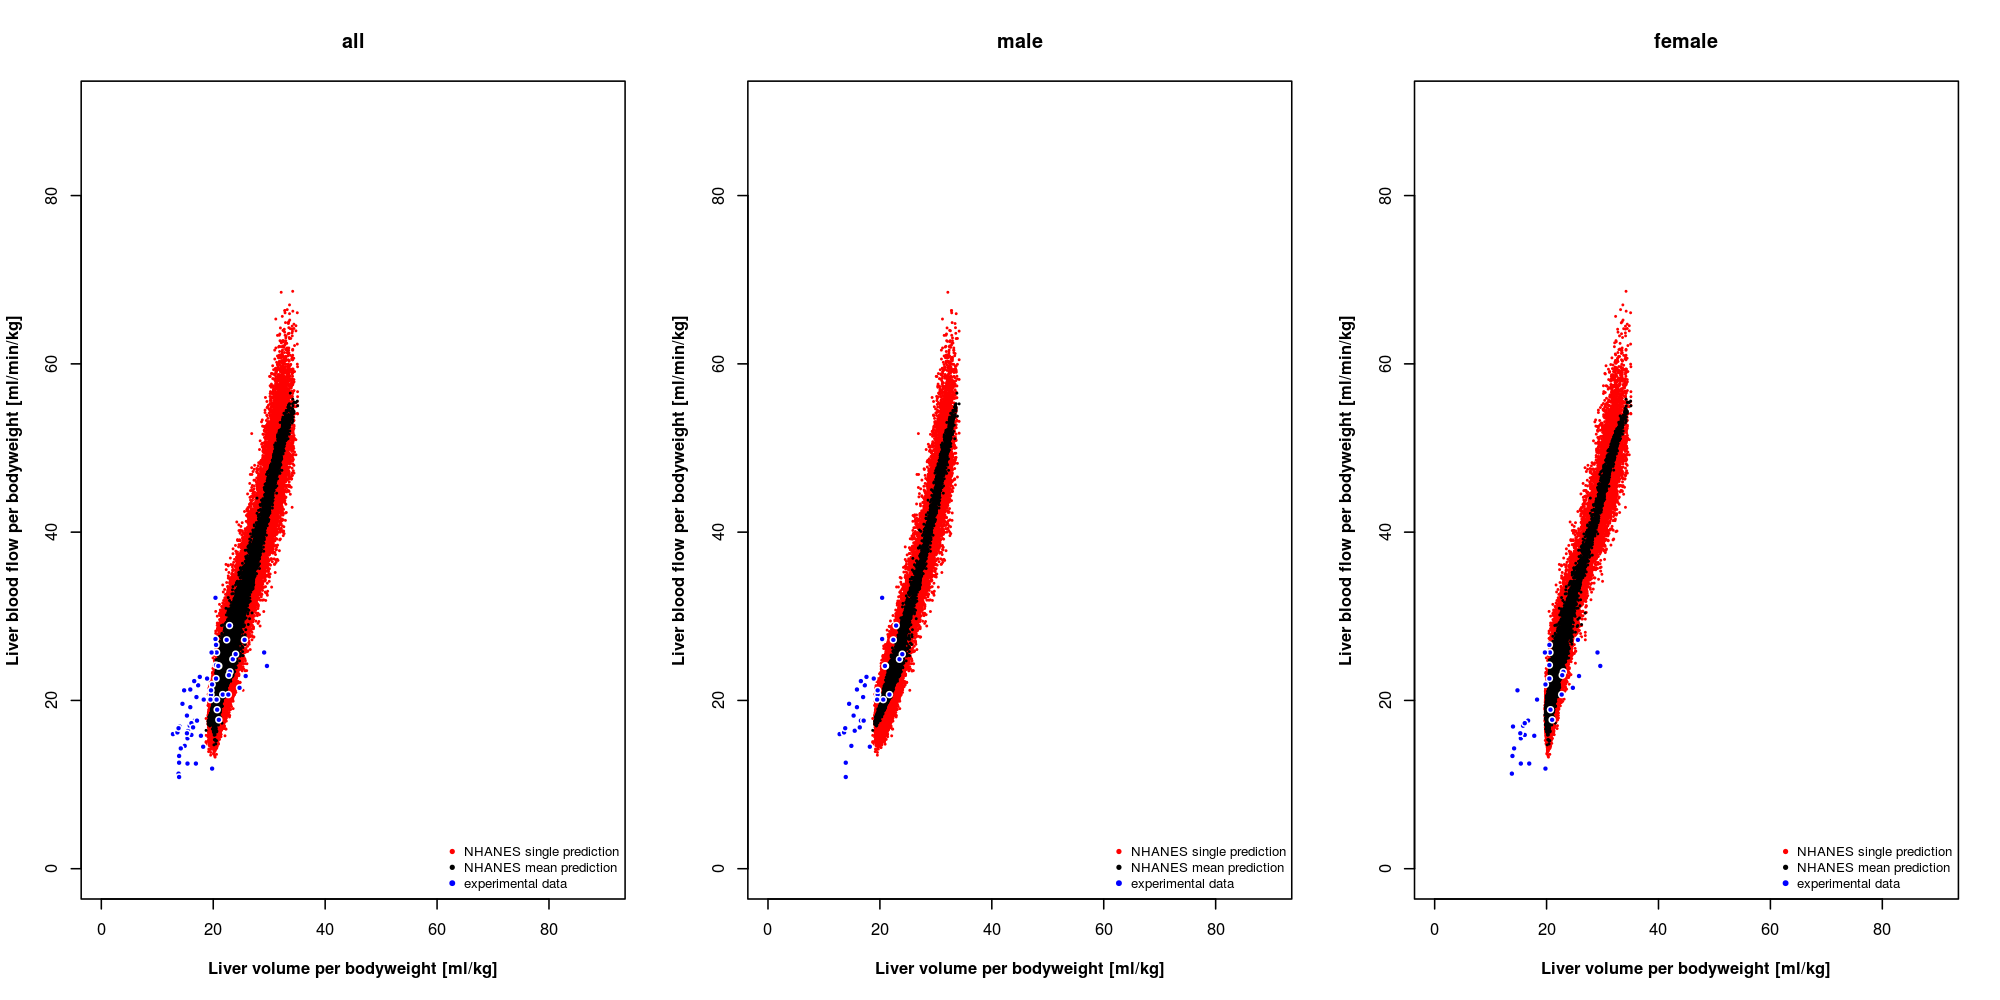 all
Liver blood flow per bodyweight [ml/min/kg]
80
60
40
20
0
NHANES single prediction
NHANES mean prediction
experimental data
0 20 40 60 80
Liver volume per bodyweight [ml/kg]
male
Liver blood flow per bodyweight [ml/min/kg]
80
60
40
20
0
NHANES single prediction
NHANES mean prediction
experimental data
0 20 40 60 80
Liver volume per bodyweight [ml/kg]
female
Liver blood flow per bodyweight [ml/min/kg]
80
60
40
20
0
NHANES single prediction
NHANES mean prediction
experimental data
0 20 40 60 80
Liver volume per bodyweight [ml/kg]